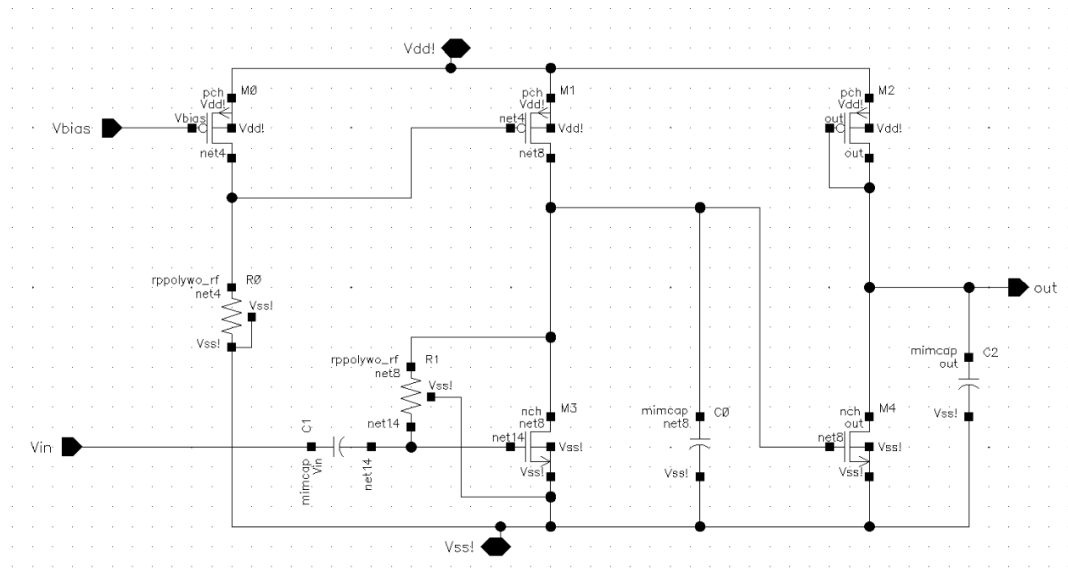 Vdd!
pch
M0
Vdd!
Vbias
Vbias
Vdd!
net4
pch
M1
Vdd!
net4
Vdd!
net8
pch
M2
Vdd!
out
Vdd!
out
rppolywo_rf
R0
net4
Vss!
Vss!
out
rppolywo_rf
R1
net8
Vss!
net14
mimcap
C2
out
Vss!
nch
M3
net8
net14
Vss!
Vss!
mimcap
C0
net8
Vss!
nch
M4
out
net8
Vss!
Vss!
Vin
C1
mimcap
Vin
net14
Vss!